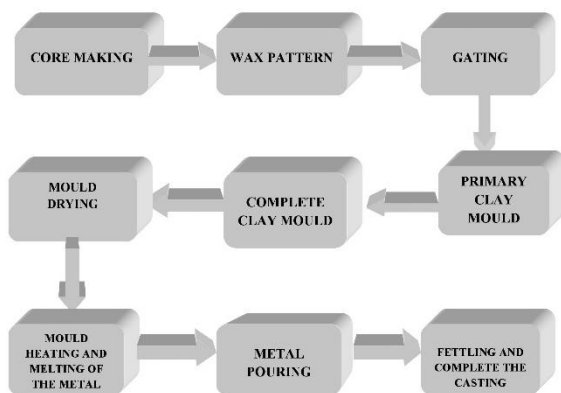 CORE MAKING
WAX PATTERN
GATING
PRIMARY
CLAY
MOULD
COMPLETE
CLAY MOULD
MOULD
DRYING
MOULD
HEATING AND
MELTING OF
THE METAL
METAL
POURING
FETTLING AND
COMPLETE THE
CASTING